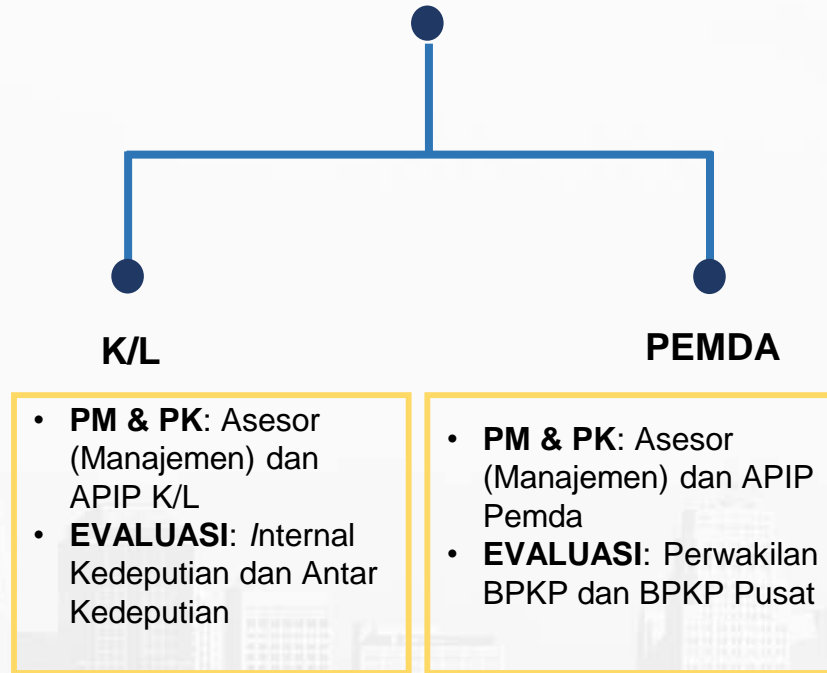 K/L
• PM & PK: Asesor
(Manajemen) dan
APIP K/L
• EVALUASI: Internal
Kedeputian dan Antar
Kedeputian
PEMDA
• PM & PK: Asesor
(Manajemen) dan APIP
Pemda
• EVALUASI: Perwakilan
BPKP dan BPKP Pusat